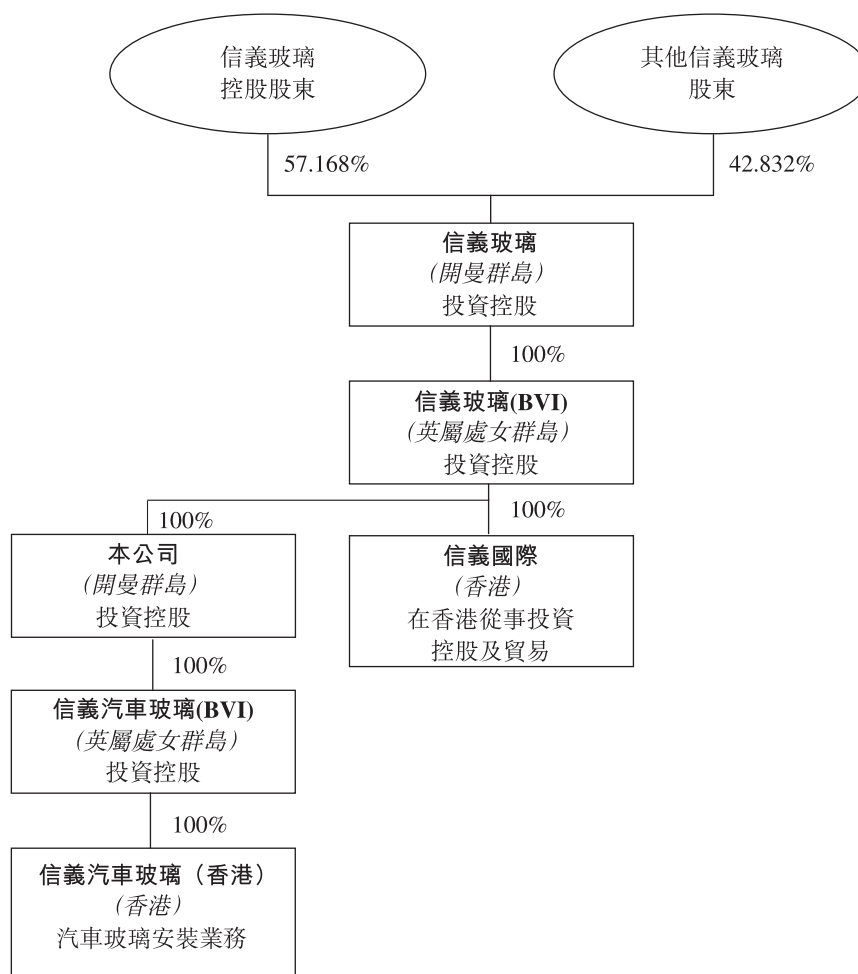 信義玻璃
控股股東
其他信義玻璃
股東
57.168%
42.832%
信義玻璃
(開曼群島)
投資控股
100%
信義玻璃(BVI)
(英屬處女群島)
投資控股
100%
100%
本公司
(開曼群島)
投資控股
信義國際
(香港)
在香港從事投資
控股及貿易
100%
信義汽車玻璃(BVI)
(英屬處女群島)
投資控股
100%
信義汽車玻璃（香港）
(香港)
汽車玻璃安裝業務